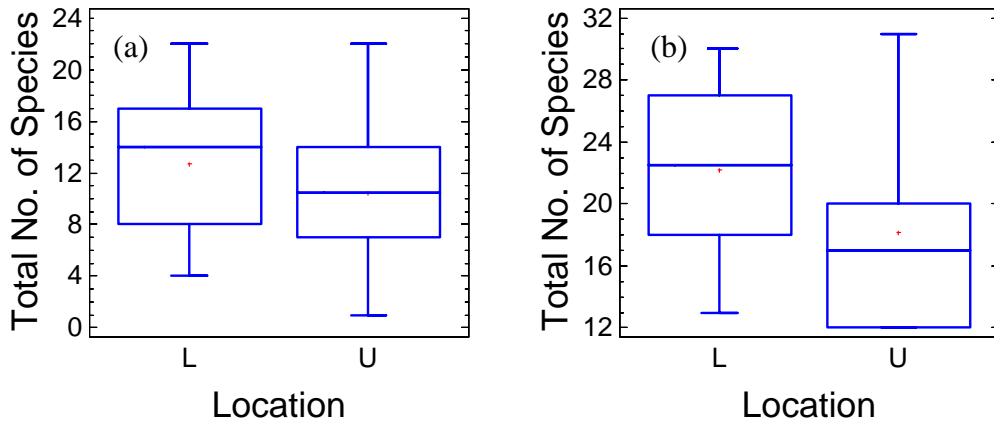 (a)
Total No. of Species
24
20
16
12
8
4
0
L U
Location
(b)
Total No. of Species
32
28
24
20
16
12
L U
Location